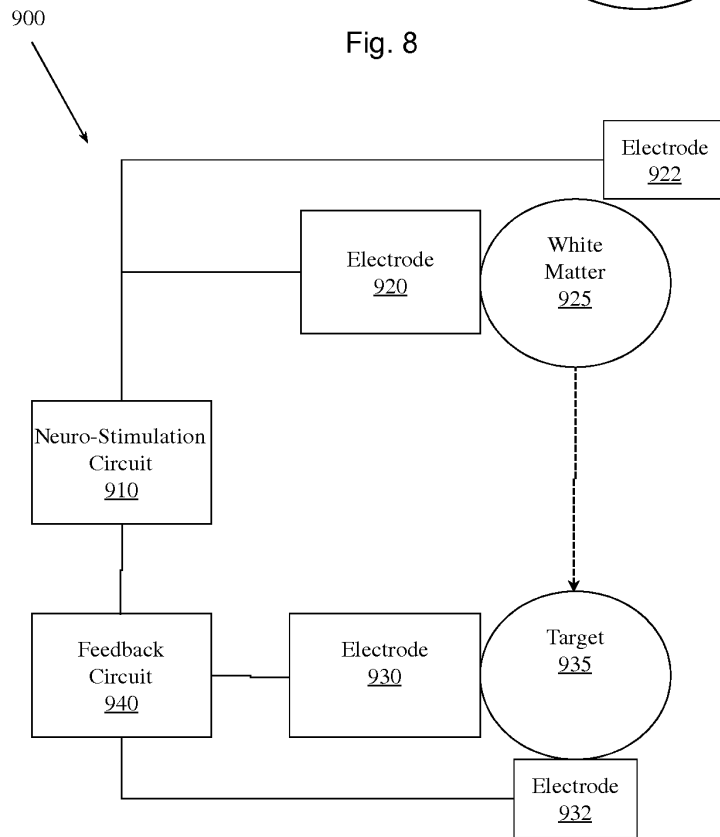 900
Fig. 8
Electrode
922
Electrode
920
White
Matter
925
Neuro-Stimulation
Circuit
910
Feedback
Circuit
940
Electrode
930
Target
935
Electrode
932